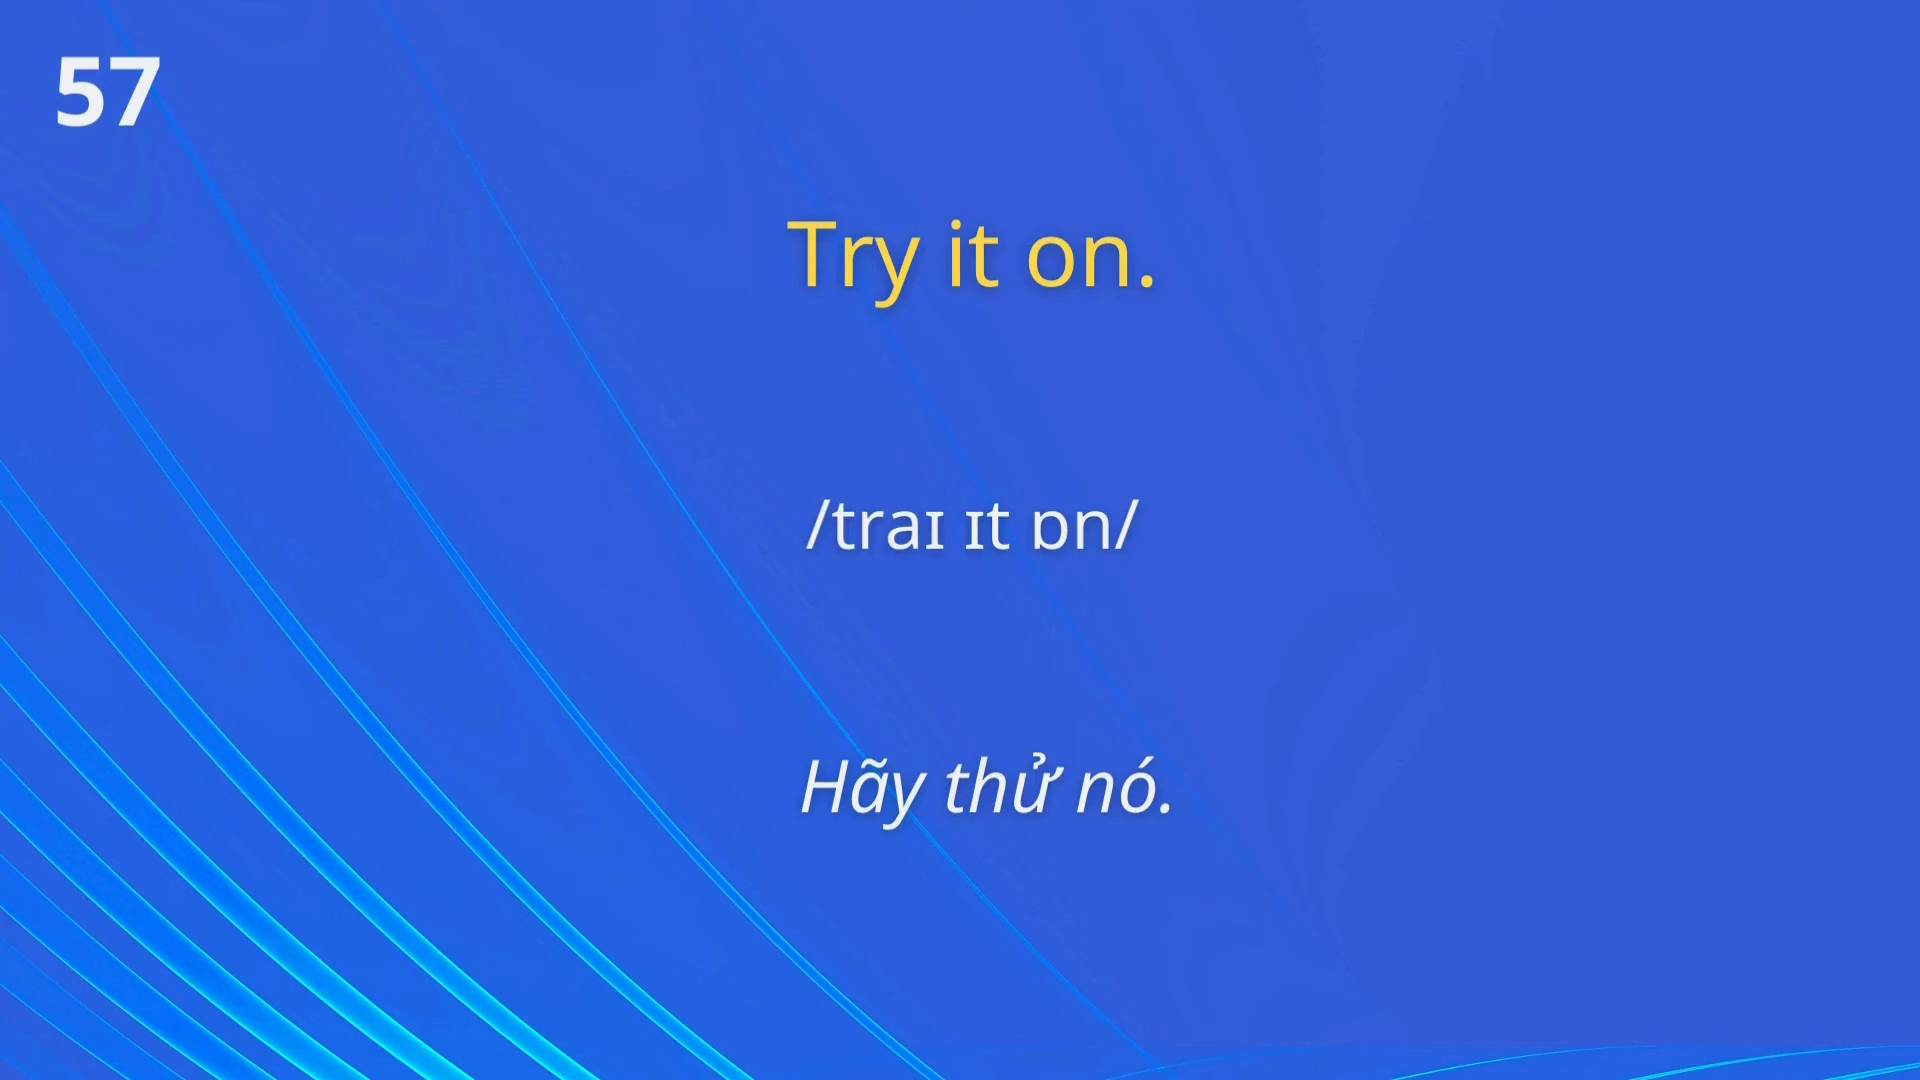 57
Try it on.
/traɪ ɪt ɒn/
Hãy thử nó.